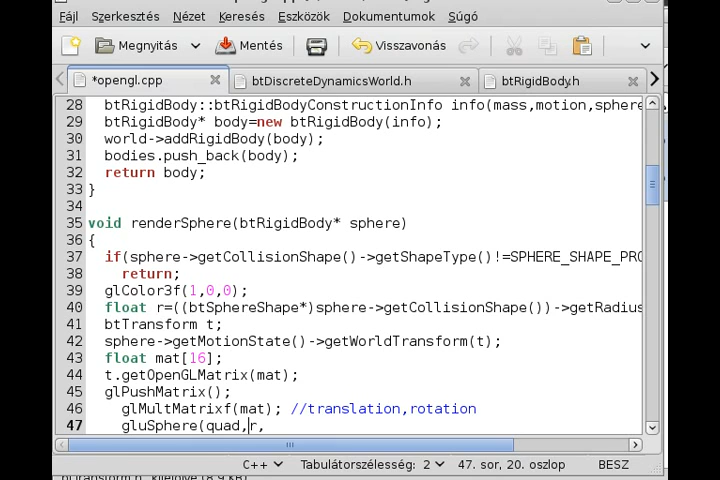 Fájl Szerkesztés Nézet Keresés Eszközök Dokumentumok Súgó
Megnyitás Mentés Visszavonás
*opengl.cpp btDiscreteDynamicsWorld.h btRigidBody.h
28 btRigidBody::btRigidBodyConstructionInfo info(mass,motion,sphere
29 btRigidBody* body=new btRigidBody(info);
30 world->addRigidBody(body);
31 bodies.push_back(body);
32 return body;
33 }
34
35 void renderSphere(btRigidBody* sphere)
36 {
37 if(sphere->getCollisionShape()->getShapeType()!=SPHERE_SHAPE_PRO
38 return;
39 glColor3f(1,0,0);
40 float r=((btSphereShape*)sphere->getCollisionShape())->getRadius
41 btTransform t;
42 sphere->getMotionState()->getWorldTransform(t);
43 float mat[16];
44 t.getOpenGLMatrix(mat);
45 glPushMatrix();
46 glMultMatrixf(mat); //translation,rotation
47 gluSphere(quad,r,
C++ Tabulátorszélesség: 2 47. sor, 20. oszlop BESZ